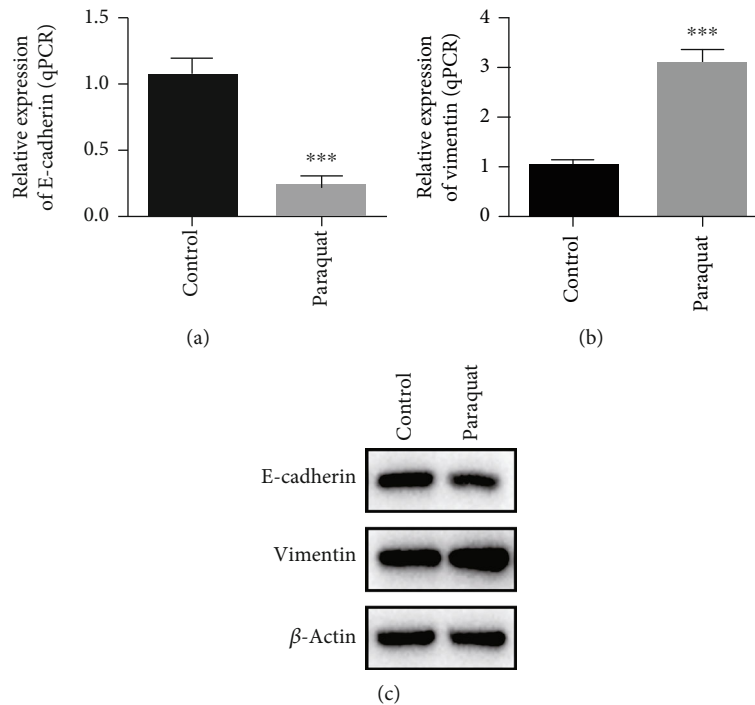 Relative expression
of E-cadherin (qPCR)
1.5
1.0
0.5
0.0
***
Control
Paraquat
(a)
Relative expression
of vimentin (qPCR)
4
3
2
1
0
***
Control
Paraquat
(b)
Control
Paraquat
E-cadherin
Vimentin
β-Actin
(c)